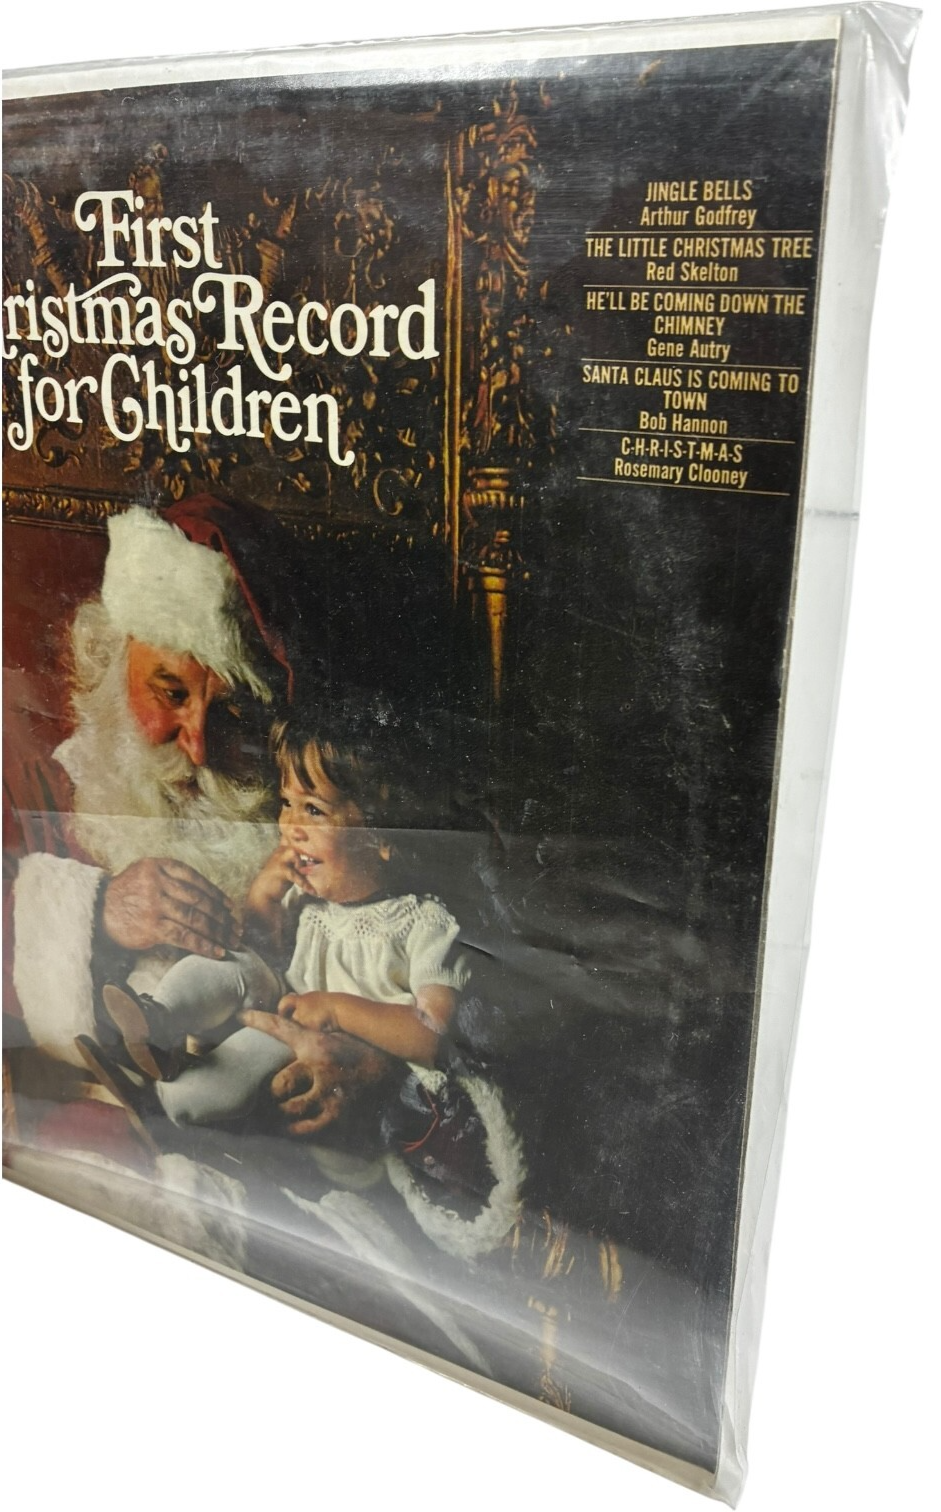 First
ristmas Record
for Children
JINGLE BELLS
Arthur Godfrey
THE LITTLE CHRISTMAS TREE
Red Skelton
HE'LL BE COMING DOWN THE
CHIMNEY
Gene Autry
SANTA CLAUS IS COMING TO
TOWN
Bob Hannon
C-H-R-I-S-T-M-A-S
Rosemary Clooney